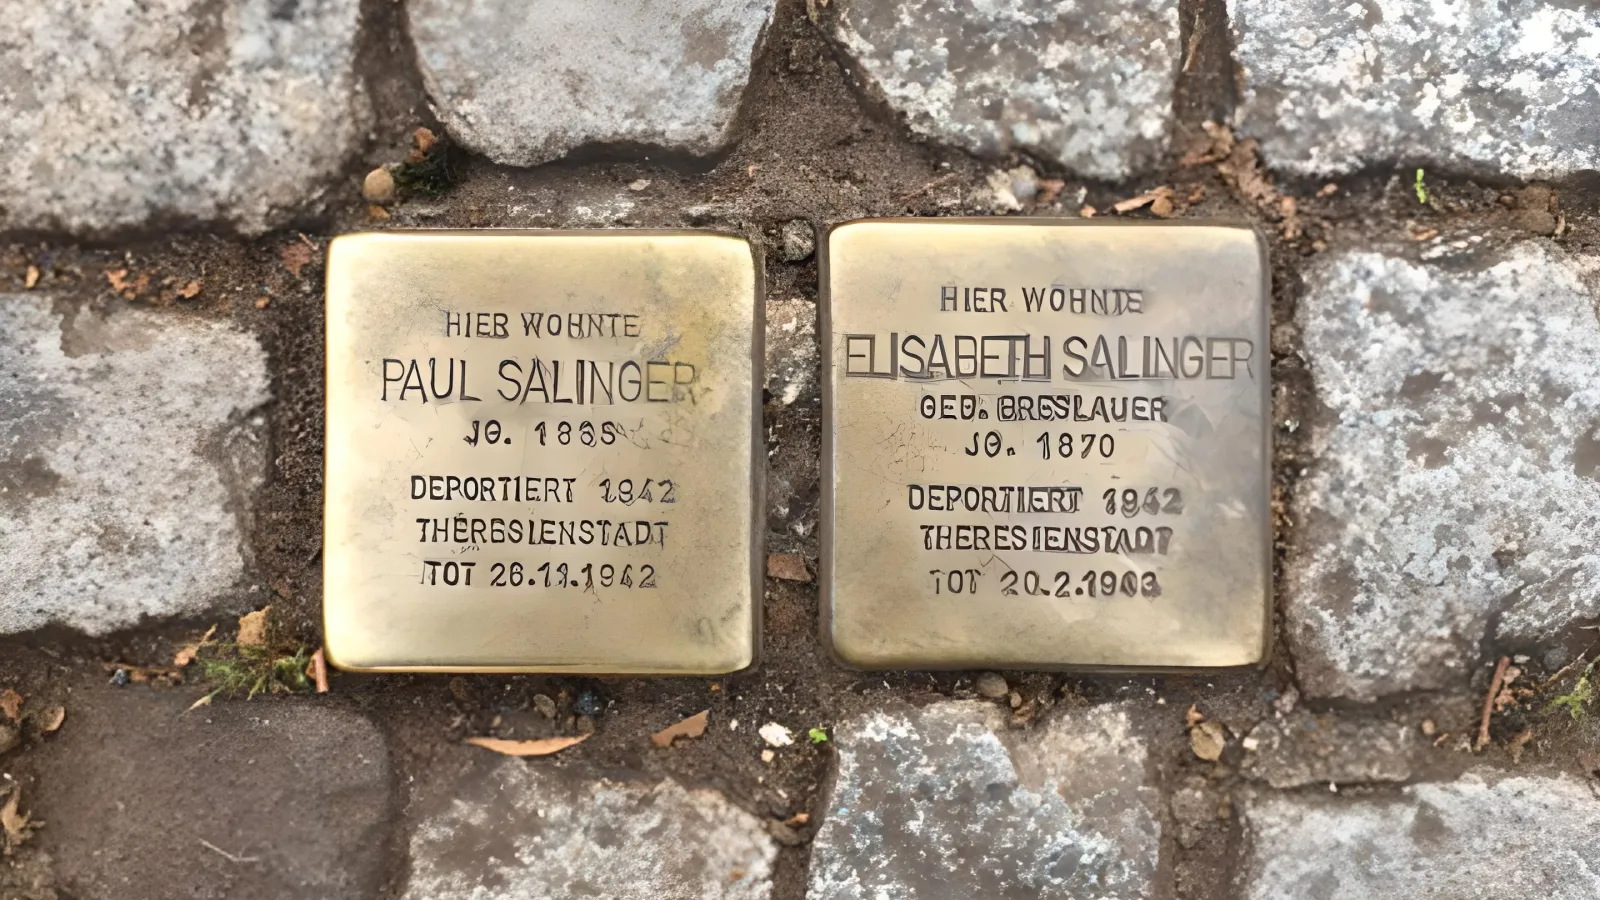 HIER WOHNTE
PAUL SALINGER
JG. 1865
DEPORTIERT 1942
THERESIENSTADT
TOT 26.11.1942
HIER WOHNTE
ELISABETH SALINGER
GEB. BRESLAUER
JG. 1870
DEPORTIERT 1942
THERESIENSTADT
TOT